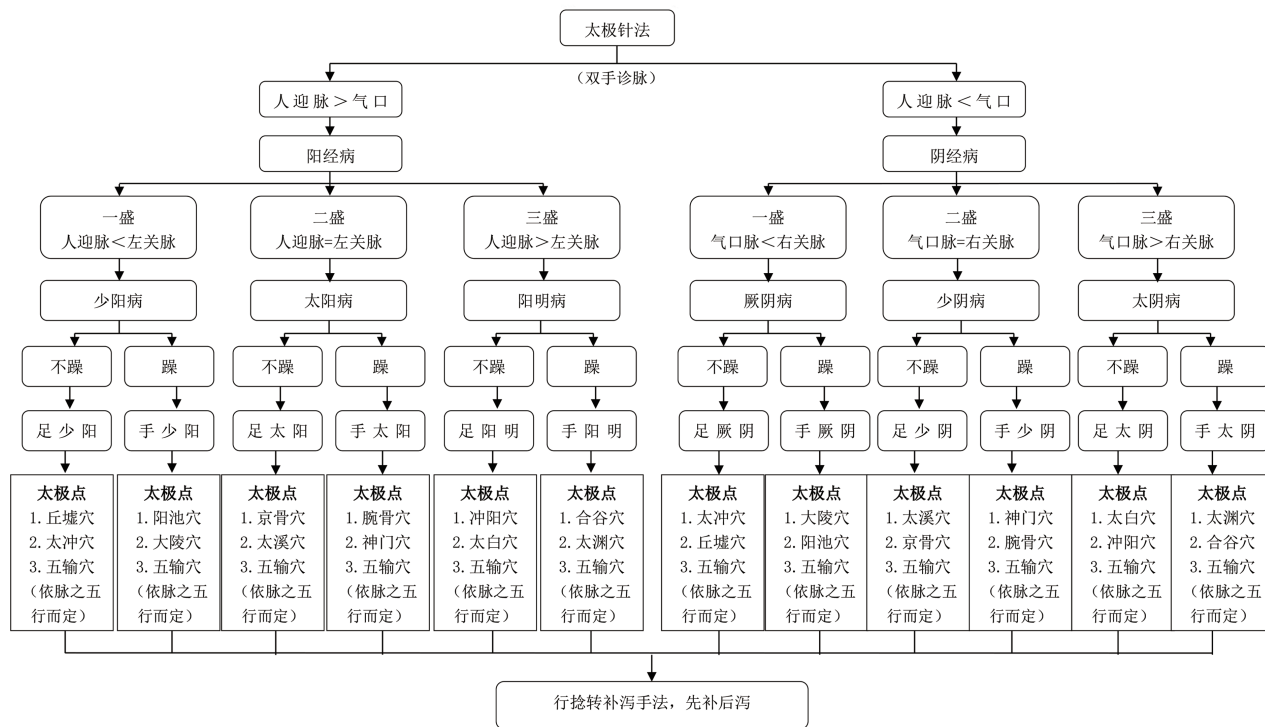 太极针法
（双手诊脉）
人迎脉＞气口
人迎脉＜气口
阳经病
阴经病
一盛
人迎脉＜左关脉
二盛
人迎脉=左关脉
三盛
人迎脉＞左关脉
一盛
气口脉＜右关脉
二盛
气口脉=右关脉
三盛
气口脉＞右关脉
少阳病
太阳病
阳明病
厥阴病
少阴病
太阴病
不躁
躁
不躁
躁
不躁
躁
不躁
躁
不躁
躁
不躁
躁
足少阳
手少阳
足太阳
手太阳
足阳明
手阳明
足厥阴
手厥阴
足少阴
手少阴
足太阴
手太阴
太极点
1.丘墟穴
2.太冲穴
3.五输穴
（依脉之五
行而定）
太极点
1.阳池穴
2.大陵穴
3.五输穴
（依脉之五
行而定）
太极点
1.京骨穴
2.太溪穴
3.五输穴
（依脉之五
行而定）
太极点
1.腕骨穴
2.神门穴
3.五输穴
（依脉之五
行而定）
太极点
1.冲阳穴
2.太白穴
3.五输穴
（依脉之五
行而定）
太极点
1.合谷穴
2.太渊穴
3.五输穴
（依脉之五
行而定）
太极点
1.太冲穴
2.丘墟穴
3.五输穴
（依脉之五
行而定）
太极点
1.大陵穴
2.阳池穴
3.五输穴
（依脉之五
行而定）
太极点
1.太溪穴
2.京骨穴
3.五输穴
（依脉之五
行而定）
太极点
1.神门穴
2.腕骨穴
3.五输穴
（依脉之五
行而定）
太极点
1.太白穴
2.冲阳穴
3.五输穴
（依脉之五
行而定）
太极点
1.太渊穴
2.合谷穴
3.五输穴
（依脉之五
行而定）
行捻转补泻手法，先补后泻